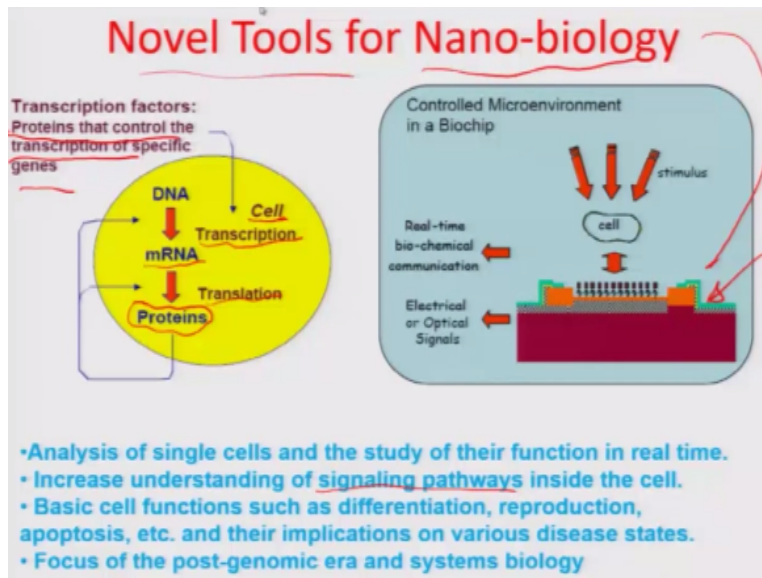 Novel Tools for Nano-biology
Transcription factors:
Proteins that control the
transcription of specific
genes
DNA
Cell
Transcription
mRNA
Translation
Proteins
Controlled Microenvironment
in a Biochip
stimulus
cell
Real-time
bio-chemical
communication
Electrical
or Optical
Signals
•Analysis of single cells and the study of their function in real time.
• Increase understanding of signaling pathways inside the cell.
• Basic cell functions such as differentiation, reproduction,
apoptosis, etc. and their implications on various disease states.
• Focus of the post-genomic era and systems biology